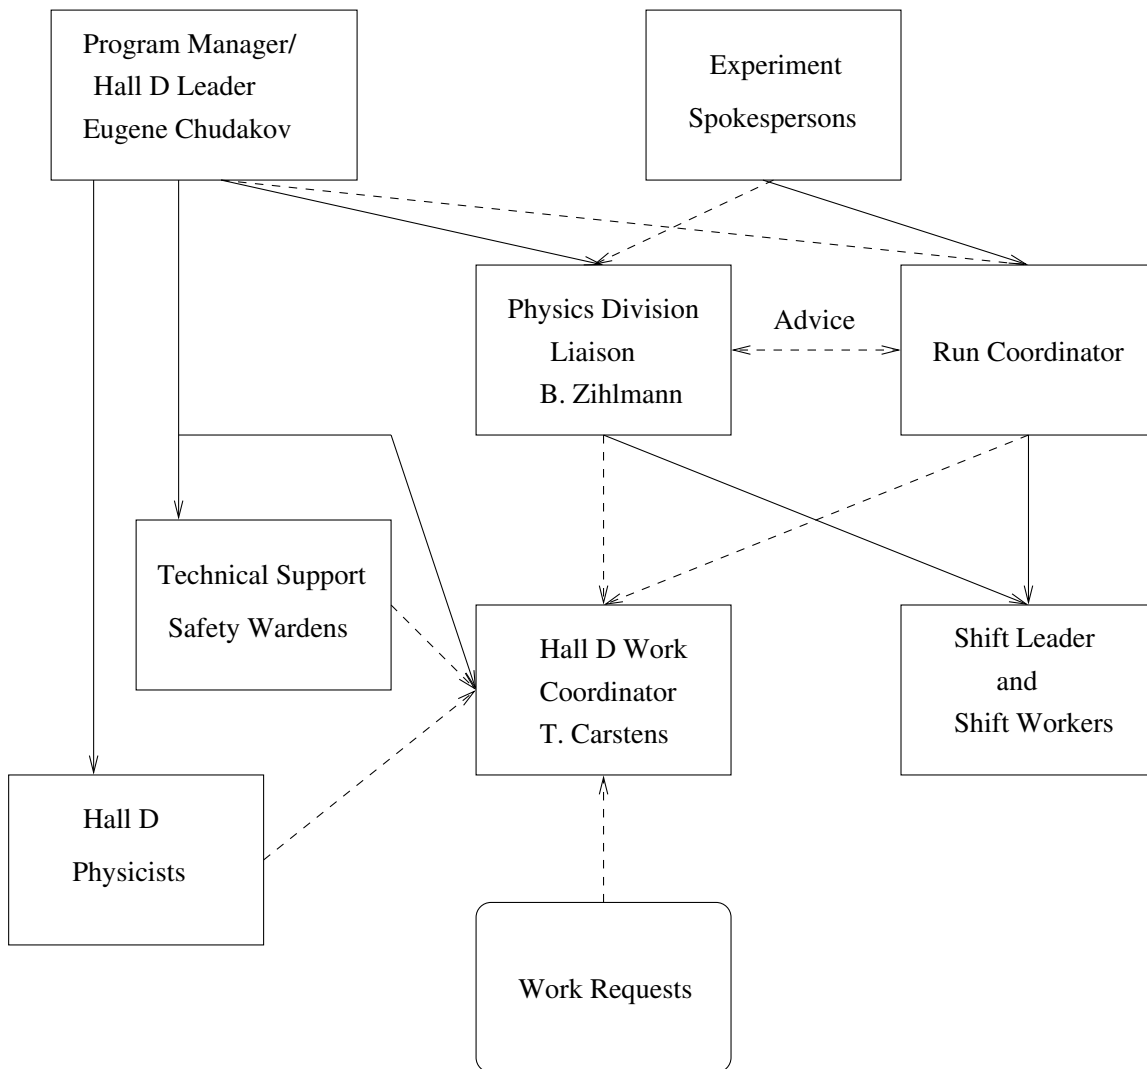 Program Manager/
Hall D Leader
Eugene Chudakov
Experiment
Spokespersons
Physics Division
Liaison
B. Zihlmann
Advice
Run Coordinator
Technical Support
Safety Wardens
Hall D Work
Coordinator
T. Carstens
Shift Leader
and
Shift Workers
Hall D
Physicists
Work Requests